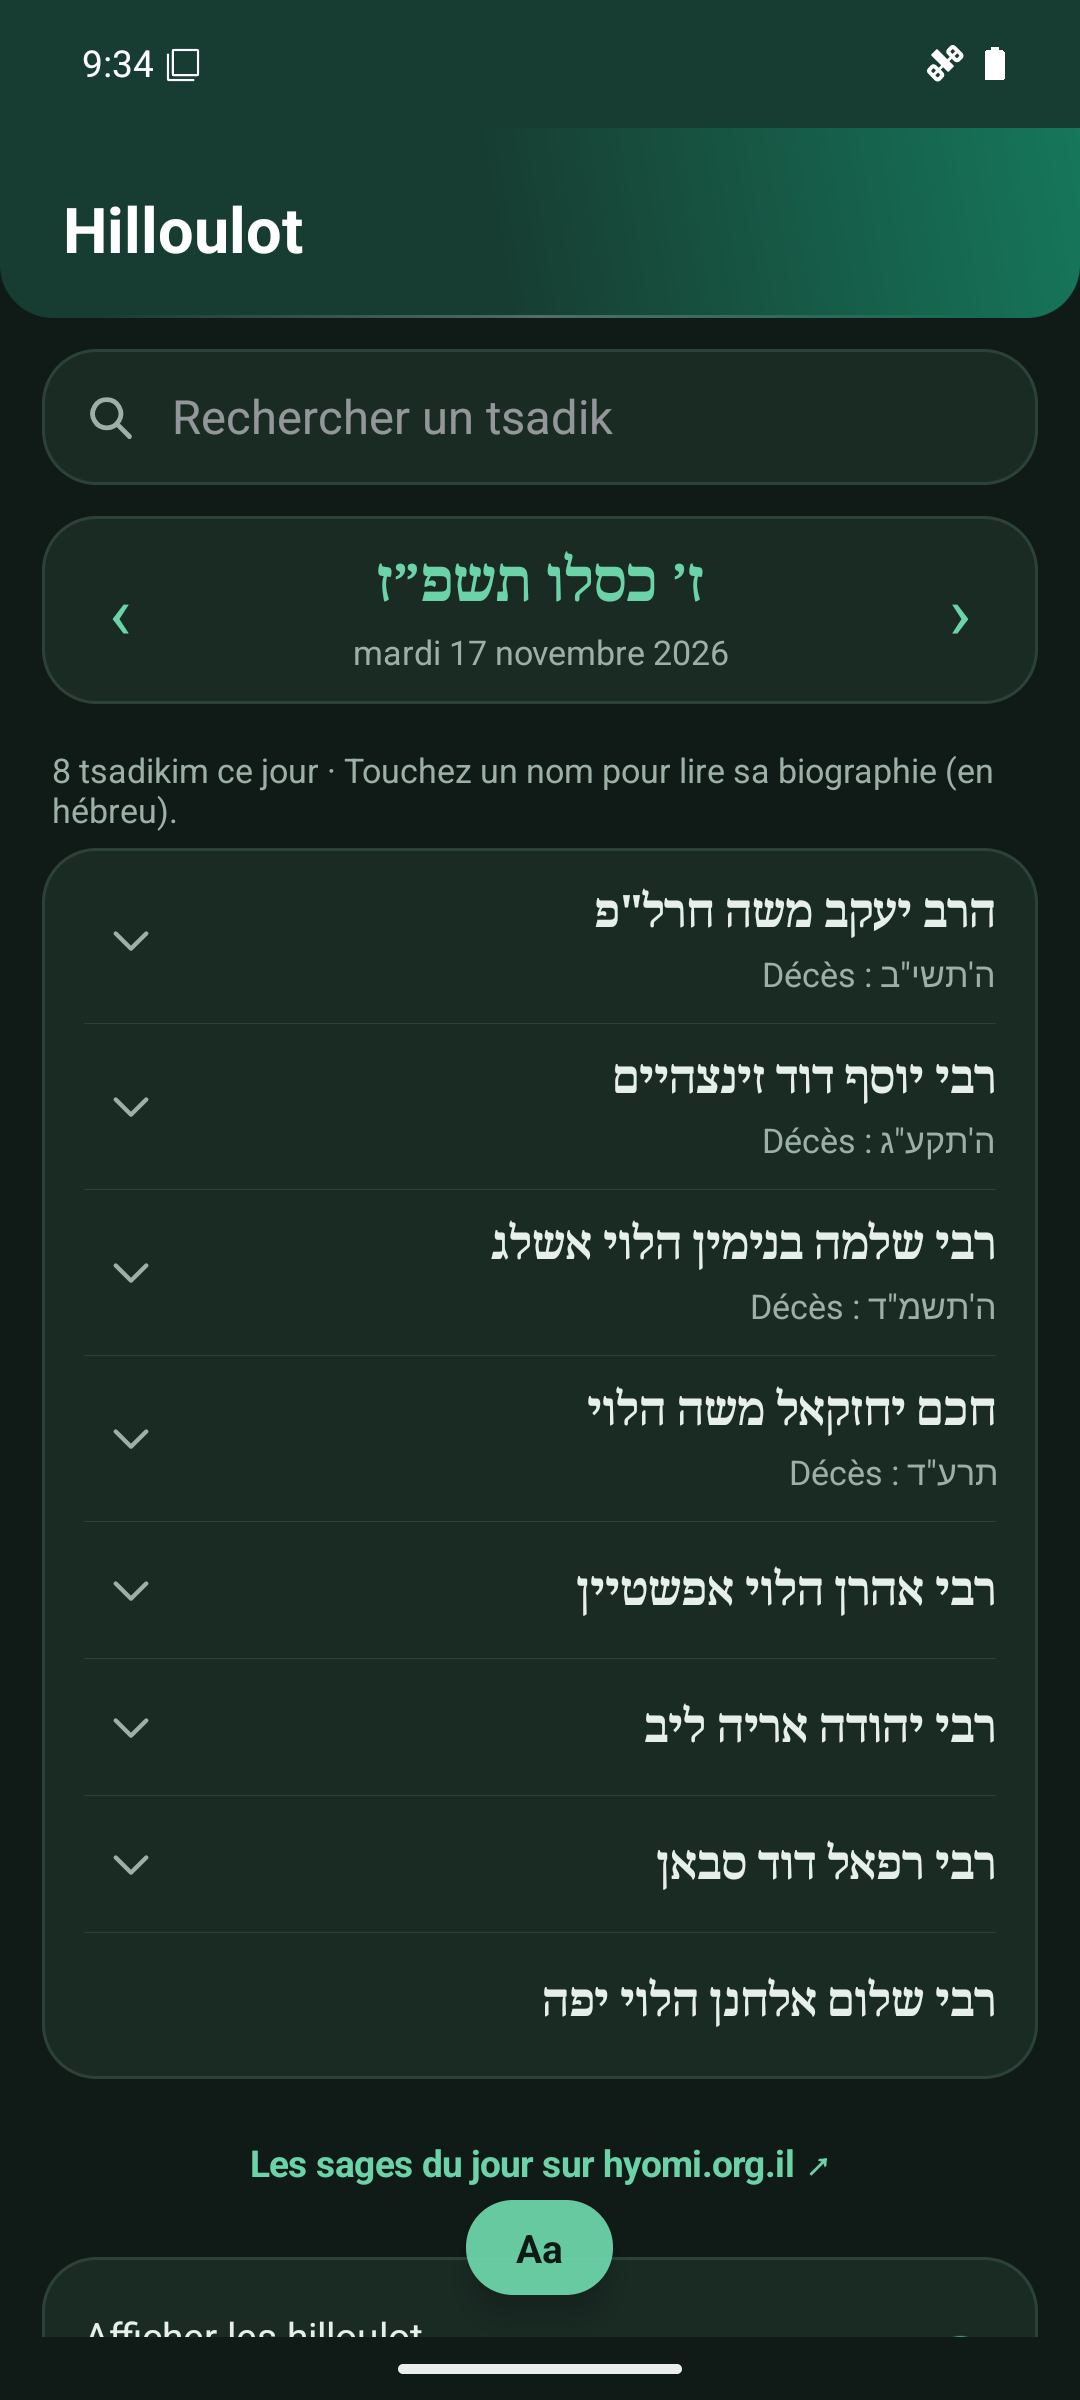 9:34
Hilloulot
Rechercher un tsadik
ז׳ כסלו תשפ״ז
mardi 17 novembre 2026
8 tsadikim ce jour · Touchez un nom pour lire sa biographie (en
hébreu).
הרב יעקב משה חרל"פ
Décès : ה'תשי"ב
רבי יוסף דוד זינצהיים
Décès : ה'תקע"ג
רבי שלמה בנימין הלוי אשלג
Décès : ה'תשמ"ד
חכם יחזקאל משה הלוי
Décès : תרע"ד
רבי אהרן הלוי אפשטיין
רבי יהודה אריה ליב
רבי רפאל דוד סבאן
רבי שלום אלחנן הלוי יפה
Les sages du jour sur hyomi.org.il ↗
Aa
Afficher les hilloulot